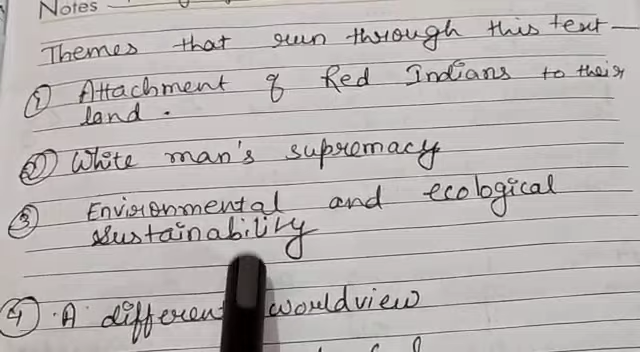 Notes
Themes that run through this text —
① Attachment of Red Indians to their
land.
② White man's supremacy
③ Environmental and ecological
sustainability
④ A different worldview